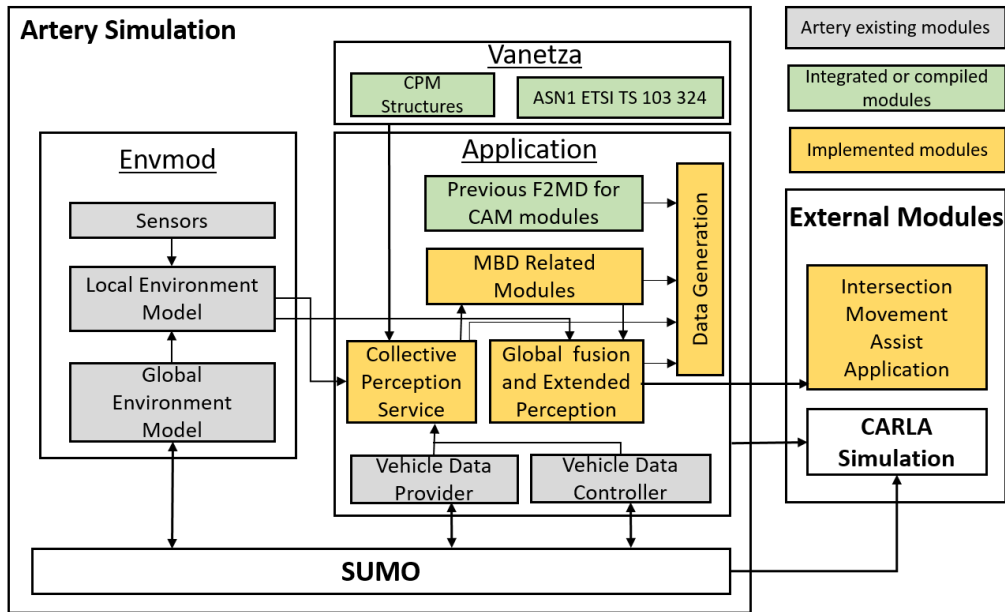 Artery Simulation
Vanetza
CPM
Structures
ASN1 ETSI TS 103 324
Artery existing modules
Integrated or compiled
modules
Implemented modules
Envmod
Sensors
Local Environment
Model
Global
Environment
Model
Application
Previous F2MD for
CAM modules
MBD Related
Modules
Data Generation
Collective
Perception
Service
Global fusion
and Extended
Perception
Vehicle Data
Provider
Vehicle Data
Controller
External Modules
Intersection
Movement
Assist
Application
CARLA
Simulation
SUMO